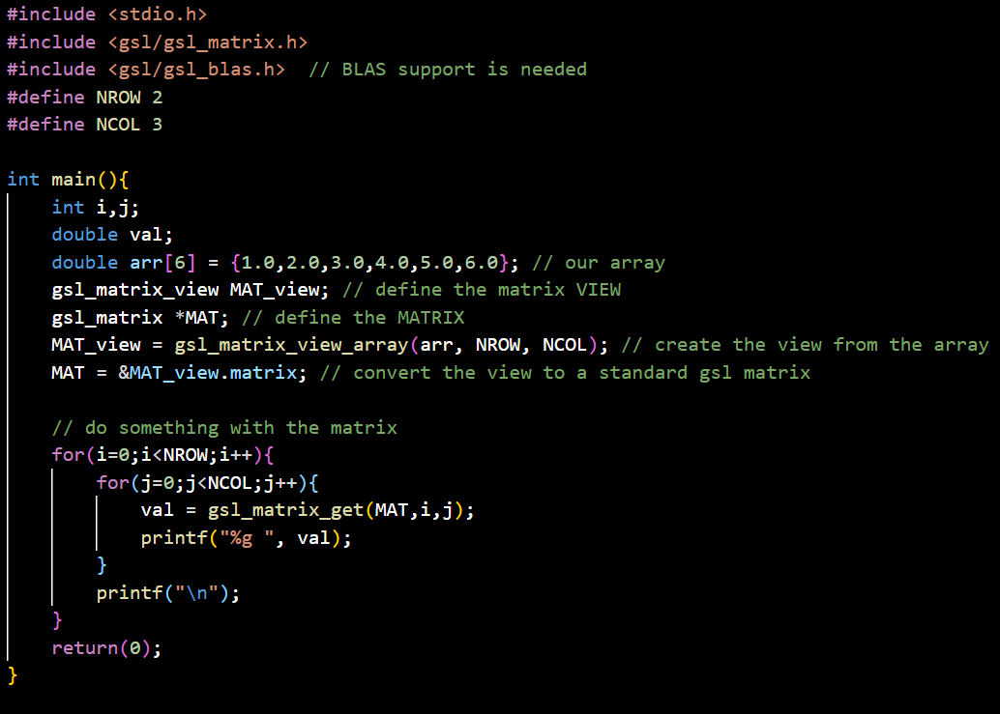 #include <stdio.h>
#include <gsl/gsl_matrix.h>
#include <gsl/gsl_blas.h>  // BLAS support is needed
#define NROW 2
#define NCOL 3

int main(){
    int i,j;
    double val;
    double arr[6] = {1.0,2.0,3.0,4.0,5.0,6.0}; // our array
    gsl_matrix_view MAT_view; // define the matrix VIEW
    gsl_matrix *MAT; // define the MATRIX
    MAT_view = gsl_matrix_view_array(arr, NROW, NCOL); // create the view from the array
    MAT = &MAT_view.matrix; // convert the view to a standard gsl matrix

    // do something with the matrix
    for(i=0;i<NROW;i++){
        for(j=0;j<NCOL;j++){
            val = gsl_matrix_get(MAT,i,j);
            printf("%g ", val);
        }
        printf("\n");
    }
    return(0);
}